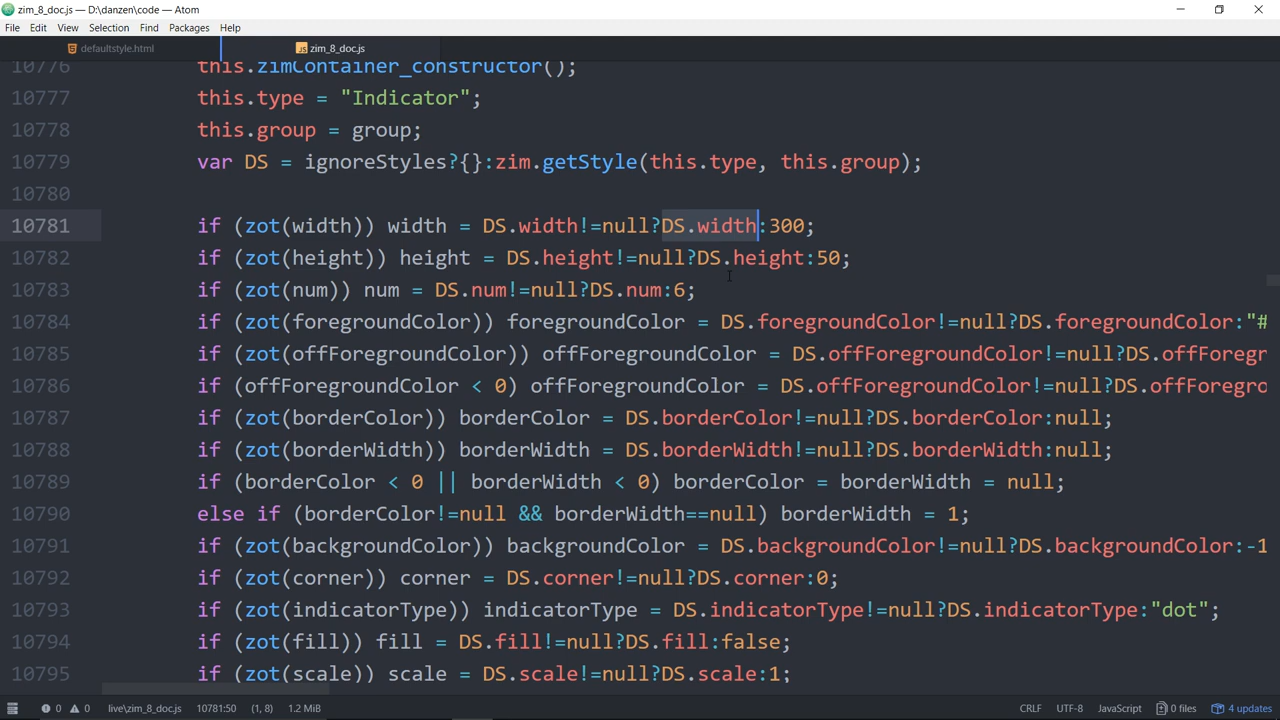 zim_8_doc.js — D:\danzen\code — Atom
File Edit View Selection Find Packages Help
defaultstyle.html zim_8_doc.js
10776 this.zimContainer_constructor();
10777 this.type = "Indicator";
10778 this.group = group;
10779 var DS = ignoreStyles?{}:zim.getStyle(this.type, this.group);
10780
10781 if (zot(width)) width = DS.width!=null?DS.width:300;
10782 if (zot(height)) height = DS.height!=null?DS.height:50;
10783 if (zot(num)) num = DS.num!=null?DS.num:6;
10784 if (zot(foregroundColor)) foregroundColor = DS.foregroundColor!=null?DS.foregroundColor:"#
10785 if (zot(offForegroundColor)) offForegroundColor = DS.offForegroundColor!=null?DS.offForegr
10786 if (offForegroundColor < 0) offForegroundColor = DS.offForegroundColor!=null?DS.offForegro
10787 if (zot(borderColor)) borderColor = DS.borderColor!=null?DS.borderColor:null;
10788 if (zot(borderWidth)) borderWidth = DS.borderWidth!=null?DS.borderWidth:null;
10789 if (borderColor < 0 || borderWidth < 0) borderColor = borderWidth = null;
10790 else if (borderColor!=null && borderWidth==null) borderWidth = 1;
10791 if (zot(backgroundColor)) backgroundColor = DS.backgroundColor!=null?DS.backgroundColor:-1
10792 if (zot(corner)) corner = DS.corner!=null?DS.corner:0;
10793 if (zot(indicatorType)) indicatorType = DS.indicatorType!=null?DS.indicatorType:"dot";
10794 if (zot(fill)) fill = DS.fill!=null?DS.fill:false;
10795 if (zot(scale)) scale = DS.scale!=null?DS.scale:1;
0 0 live\zim_8_doc.js 10781:50 (1, 8) 1.2 MiB CRLF UTF-8 JavaScript 0 files 4 updates